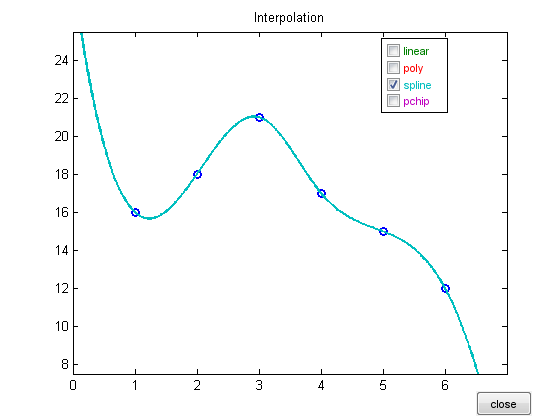 Interpolation
linear
poly
spline
pchip
24
22
20
18
16
14
12
10
8
0 1 2 3 4 5 6
close